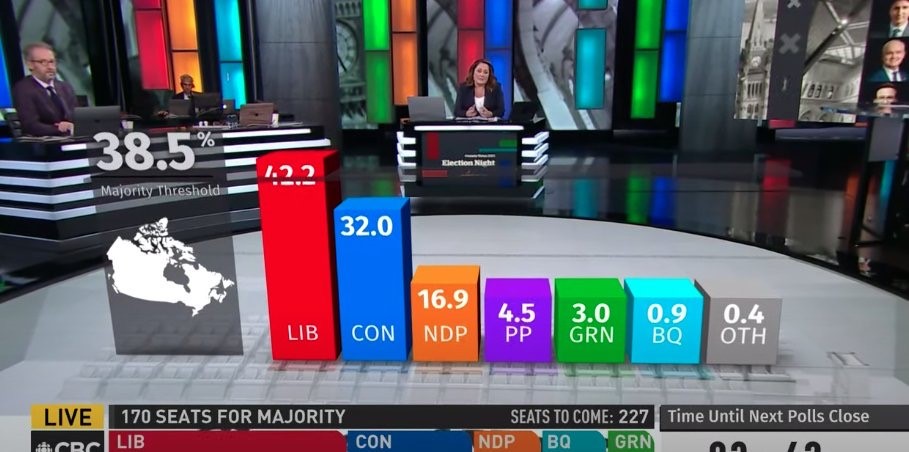 38.5%
Majority Threshold
Election Night
42.2
LIB
32.0
CON
16.9
NDP
4.5
PP
3.0
GRN
0.9
BQ
0.4
OTH
LIVE
170 SEATS FOR MAJORITY
SEATS TO COME: 227
Time Until Next Polls Close
CBC
LIB
CON
NDP
BQ
GRN